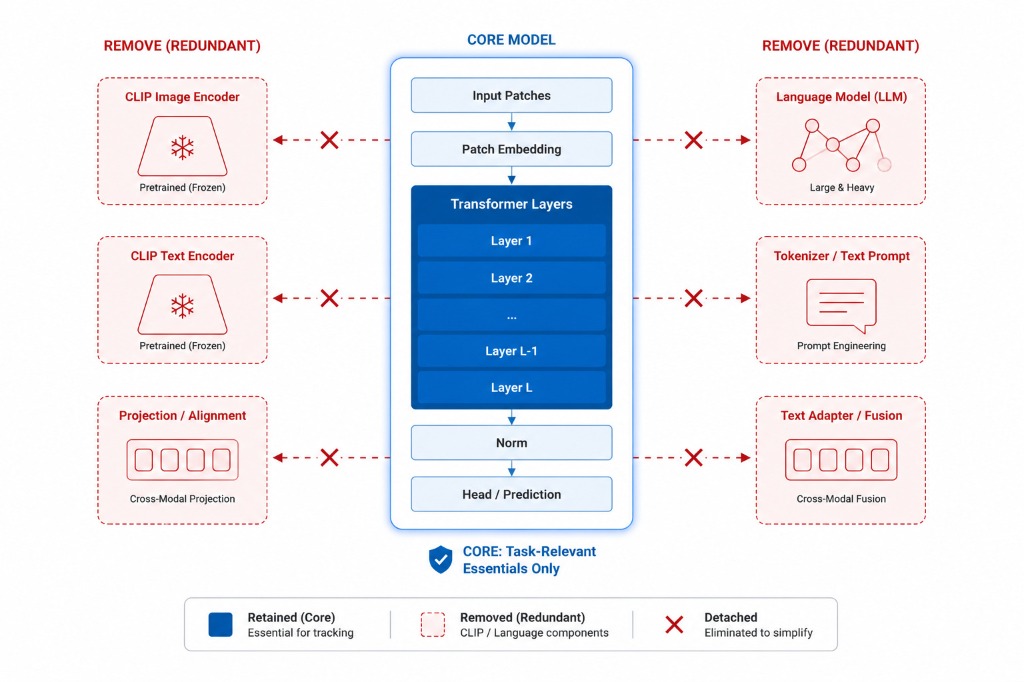 REMOVE (REDUNDANT)
CLIP Image Encoder
Pretrained (Frozen)
CLIP Text Encoder
Pretrained (Frozen)
Projection / Alignment
Cross-Modal Projection
CORE MODEL
Input Patches
Patch Embedding
Transformer Layers
Layer 1
Layer 2
...
Layer L-1
Layer L
Norm
Head / Prediction
CORE: Task-Relevant
Essentials Only
REMOVE (REDUNDANT)
Language Model (LLM)
Large & Heavy
Tokenizer / Text Prompt
Prompt Engineering
Text Adapter / Fusion
Cross-Modal Fusion
Retained (Core)
Essential for tracking
Removed (Redundant)
CLIP / Language components
Detached
Eliminated to simplify